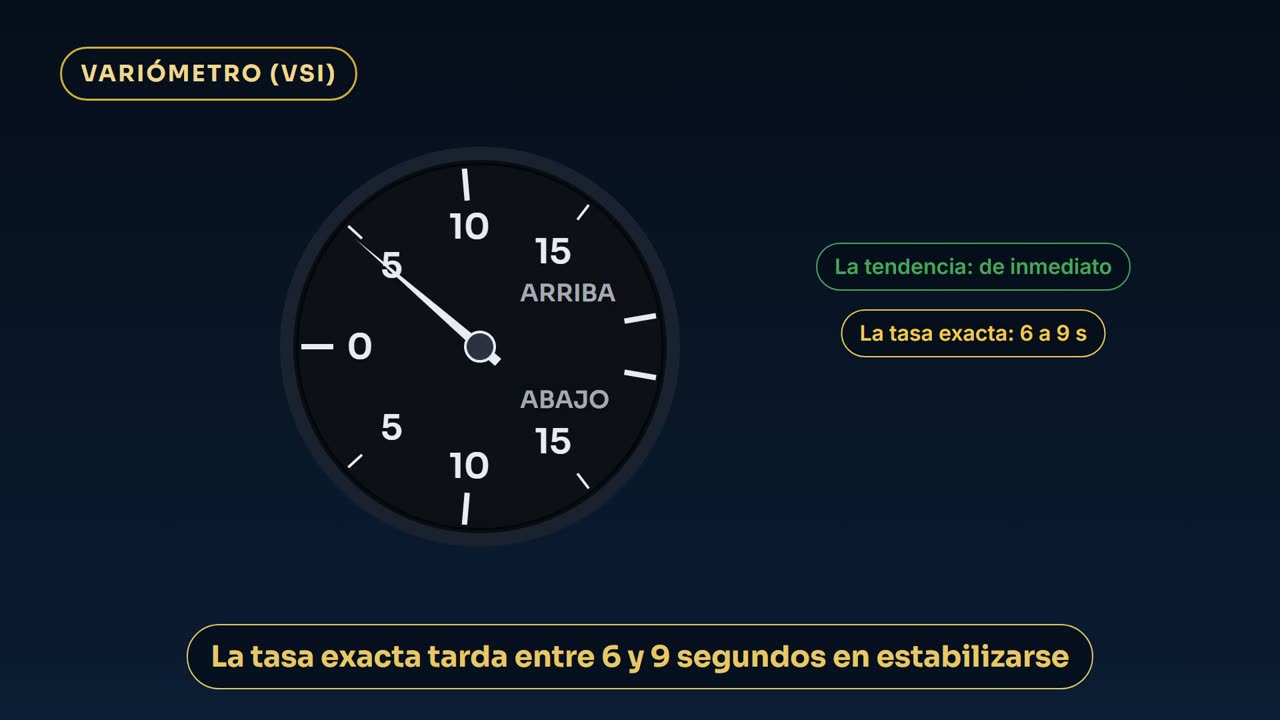 VARIÓMETRO (VSI)
10
15
5
ARRIBA
0
ABAJO
5
15
10
La tendencia: de inmediato
La tasa exacta: 6 a 9 s
La tasa exacta tarda entre 6 y 9 segundos en estabilizarse